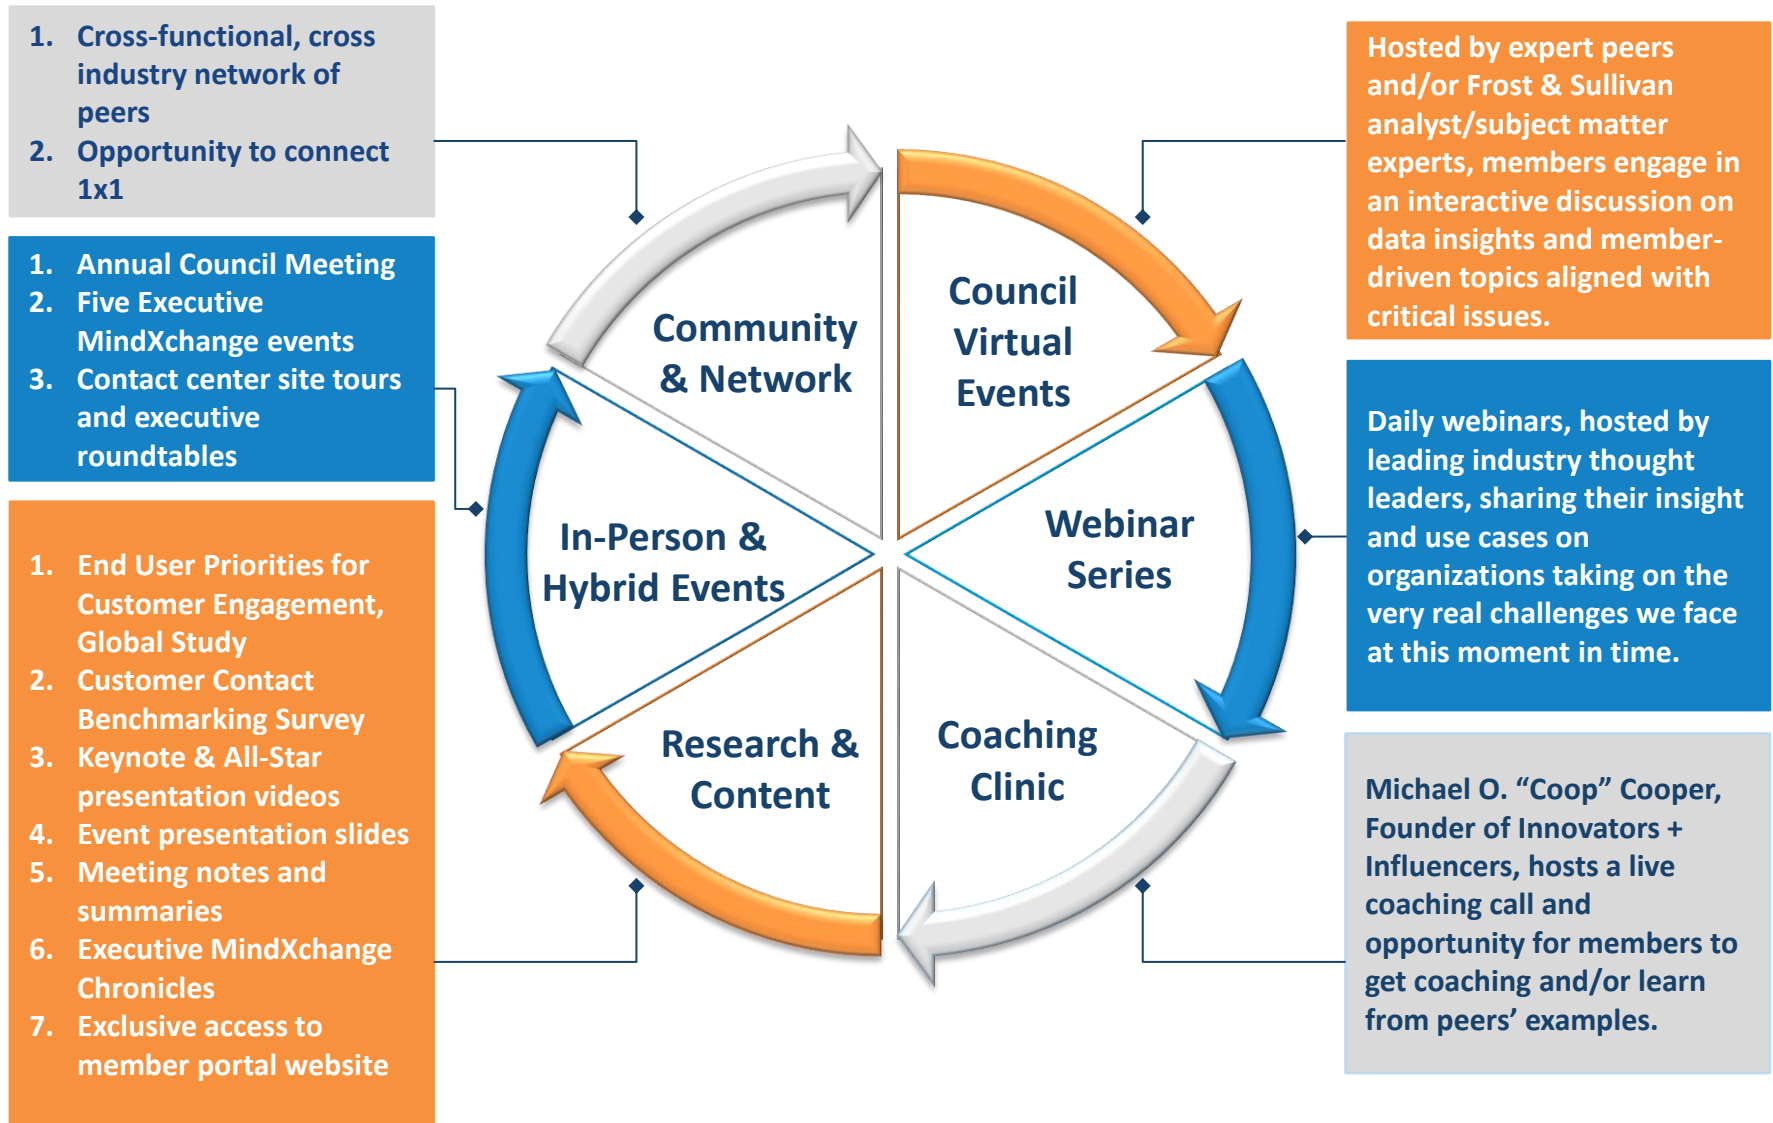 1. Cross-functional, cross
industry network of
peers
2. Opportunity to connect
1x1
1. Annual Council Meeting
2. Five Executive
MindXchange events
3. Contact center site tours
and executive
roundtables
1. End User Priorities for
Customer Engagement,
Global Study
2. Customer Contact
Benchmarking Survey
3. Keynote & All-Star
presentation videos
4. Event presentation slides
5. Meeting notes and
summaries
6. Executive MindXchange
Chronicles
7. Exclusive access to
member portal website
Community
& Network
Council
Virtual
Events
In-Person &
Hybrid Events
Webinar
Series
Research &
Content
Coaching
Clinic
Hosted by expert peers
and/or Frost & Sullivan
analyst/subject matter
experts, members engage in
an interactive discussion on
data insights and member-
driven topics aligned with
critical issues.
Daily webinars, hosted by
leading industry thought
leaders, sharing their insight
and use cases on
organizations taking on the
very real challenges we face
at this moment in time.
Michael O. “Coop” Cooper,
Founder of Innovators +
Influencers, hosts a live
coaching call and
opportunity for members to
get coaching and/or learn
from peers’ examples.